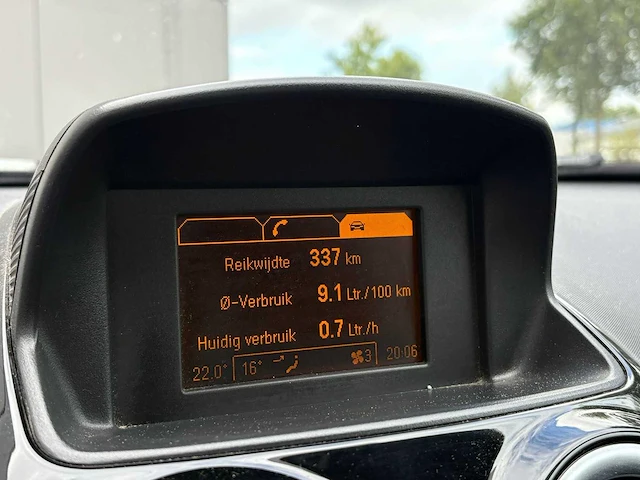 Reikwijdte 337 km
Ø-Verbruik 9.1 Ltr./100 km
Huidig verbruik 0.7 Ltr./h
22.0° 16° 3 20:06